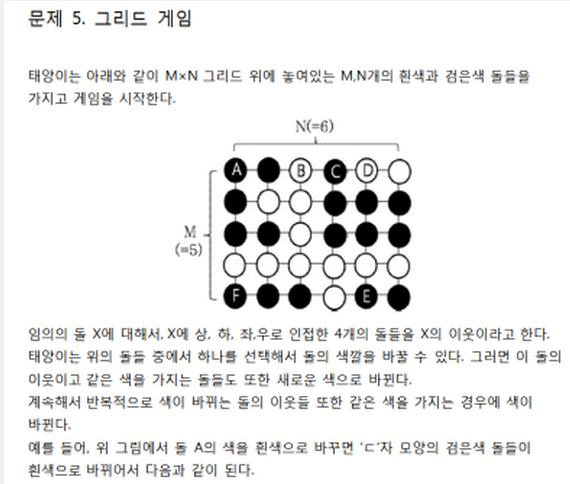 문제 5. 그리드 게임
태양이는 아래와 같이 M×N 그리드 위에 놓여있는 M,N개의 흰색과 검은색 돌들을
가지고 게임을 시작한다.
N(=6)
A B C D
M
(=5)
F E
임의의 돌 X에 대해서, X에 상, 하, 좌,우로 인접한 4개의 돌들을 X의 이웃이라고 한다.
태양이는 위의 돌들 중에서 하나를 선택해서 돌의 색깔을 바꿀 수 있다. 그러면 이 돌의
이웃이고 같은 색을 가지는 돌들도 또한 새로운 색으로 바뀐다.
계속해서 반복적으로 색이 바뀌는 돌의 이웃들 또한 같은 색을 가지는 경우에 색이
바뀐다.
예를 들어, 위 그림에서 돌 A의 색을 흰색으로 바꾸면 ‘ㄷ’자 모양의 검은색 돌들이
흰색으로 바뀌어서 다음과 같이 된다.